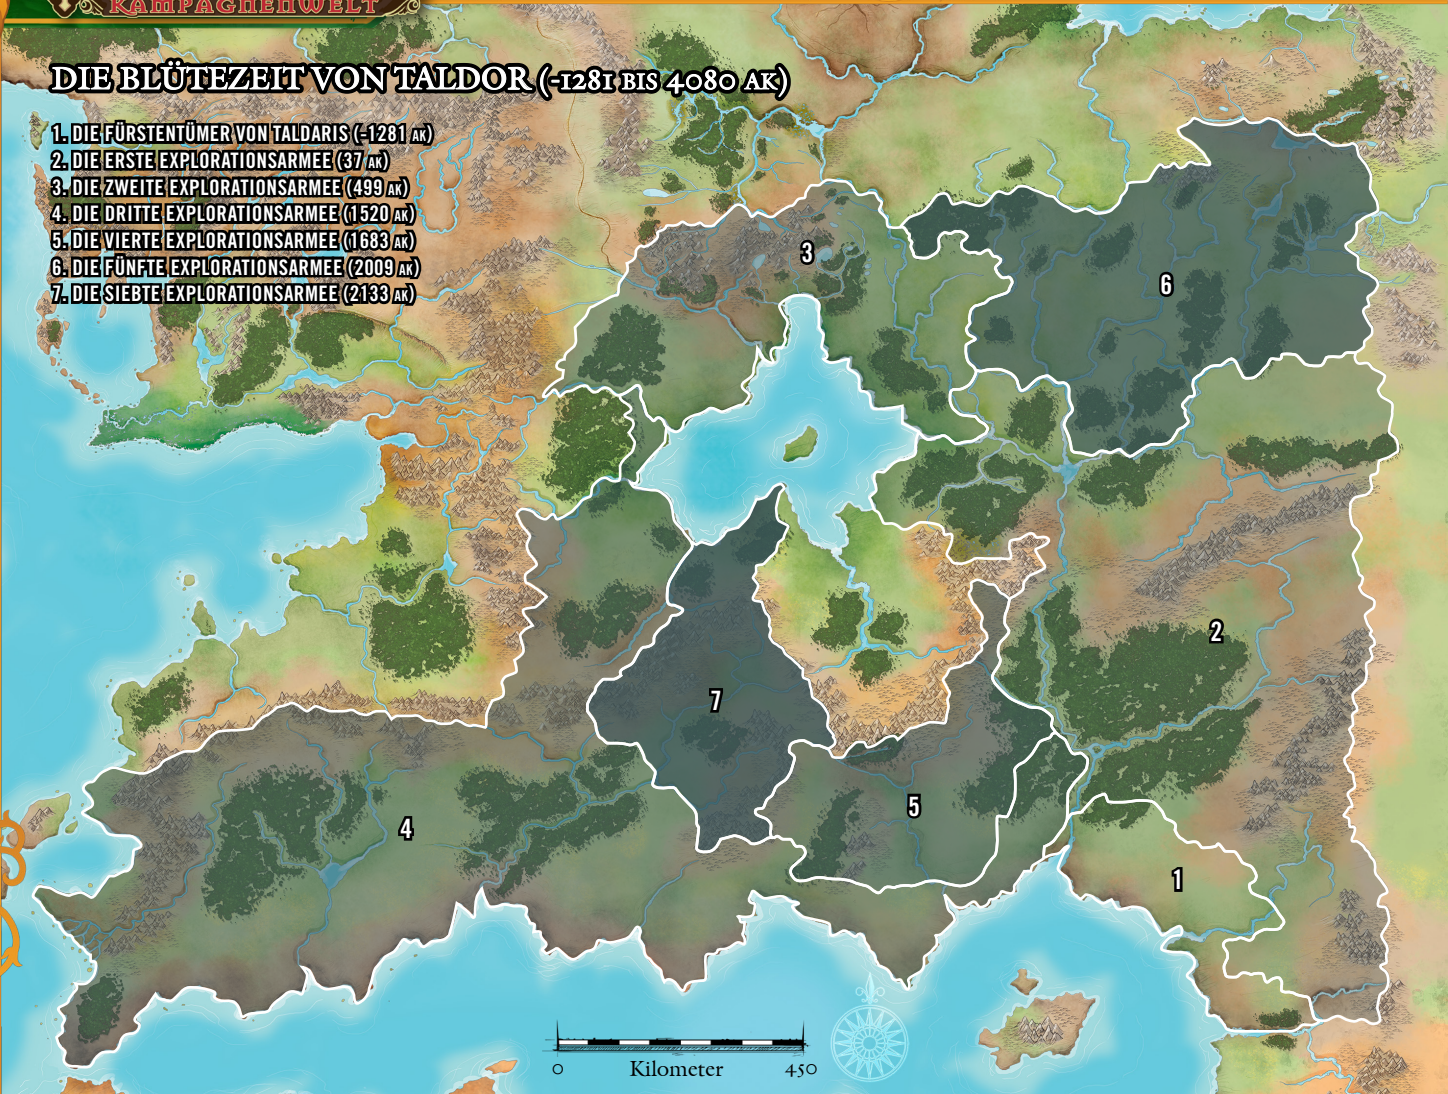 KAMPAGNENWELT
DIE BLÜTEZEIT VON TALDOR (-1281 BIS 4080 AK)
1. DIE FÜRSTENTÜMER VON TALDARIS (-1281 AK)
2. DIE ERSTE EXPLORATIONSARMEE (37 AK)
3. DIE ZWEITE EXPLORATIONSARMEE (499 AK)
4. DIE DRITTE EXPLORATIONSARMEE (1520 AK)
5. DIE VIERTE EXPLORATIONSARMEE (1683 AK)
6. DIE FÜNFTE EXPLORATIONSARMEE (2009 AK)
7. DIE SIEBTE EXPLORATIONSARMEE (2133 AK)
3
6
2
7
5
4
1
0 Kilometer 450